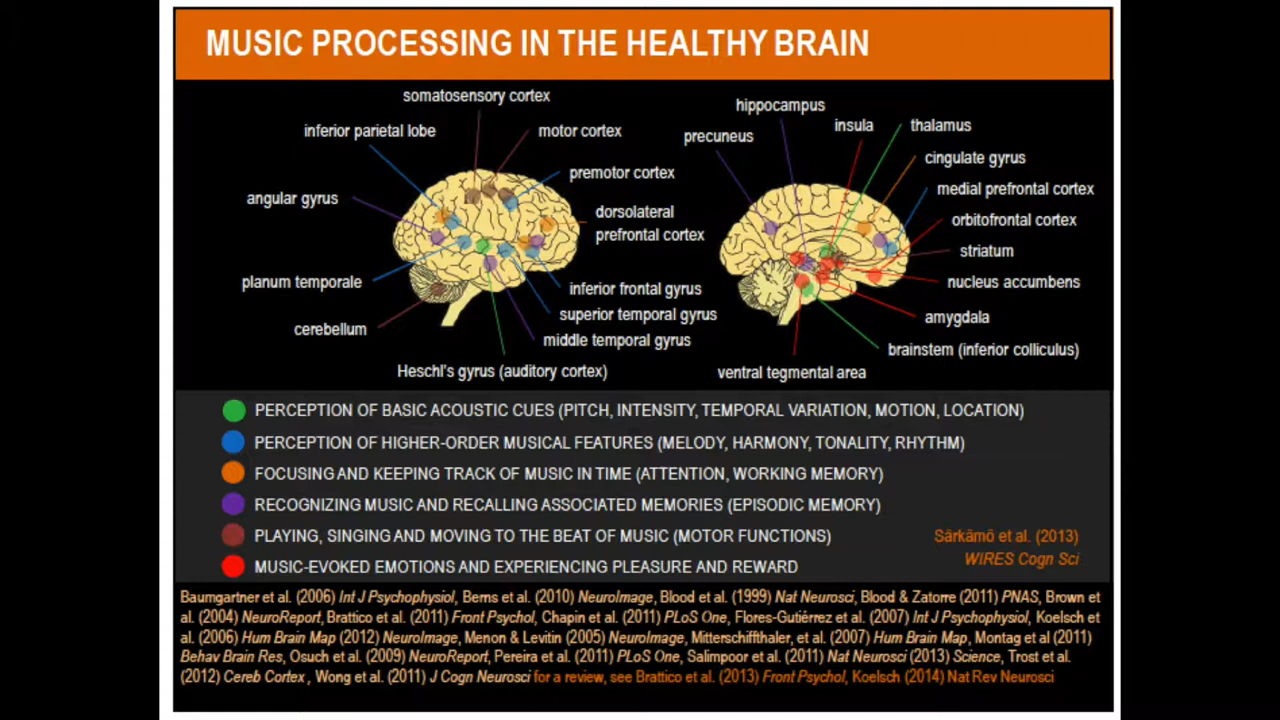 MUSIC PROCESSING IN THE HEALTHY BRAIN
somatosensory cortex
inferior parietal lobe
motor cortex
premotor cortex
angular gyrus
dorsolateral
prefrontal cortex
planum temporale
inferior frontal gyrus
superior temporal gyrus
cerebellum
middle temporal gyrus
Heschl's gyrus (auditory cortex)
hippocampus
precuneus
insula
thalamus
cingulate gyrus
medial prefrontal cortex
orbitofrontal cortex
striatum
nucleus accumbens
amygdala
brainstem (inferior colliculus)
ventral tegmental area
PERCEPTION OF BASIC ACOUSTIC CUES (PITCH, INTENSITY, TEMPORAL VARIATION, MOTION, LOCATION)
PERCEPTION OF HIGHER-ORDER MUSICAL FEATURES (MELODY, HARMONY, TONALITY, RHYTHM)
FOCUSING AND KEEPING TRACK OF MUSIC IN TIME (ATTENTION, WORKING MEMORY)
RECOGNIZING MUSIC AND RECALLING ASSOCIATED MEMORIES (EPISODIC MEMORY)
PLAYING, SINGING AND MOVING TO THE BEAT OF MUSIC (MOTOR FUNCTIONS)
MUSIC-EVOKED EMOTIONS AND EXPERIENCING PLEASURE AND REWARD
Särkämö et al. (2013)
WIRES Cogn Sci
Baumgartner et al. (2006) Int J Psychophysiol, Berns et al. (2010) NeuroImage, Blood et al. (1999) Nat Neurosci, Blood & Zatorre (2011) PNAS, Brown et
al. (2004) NeuroReport, Brattico et al. (2011) Front Psychol, Chapin et al. (2011) PLoS One, Flores-Gutiérrez et al. (2007) Int J Psychophysiol, Koelsch et
al. (2006) Hum Brain Map (2012) NeuroImage, Menon & Levitin (2005) NeuroImage, Mitterschiffthaler, et al. (2007) Hum Brain Map, Montag et al (2011)
Behav Brain Res, Osuch et al. (2009) NeuroReport, Pereira et al. (2011) PLoS One, Salimpoor et al. (2011) Nat Neurosci (2013) Science, Trost et al.
(2012) Cereb Cortex , Wong et al. (2011) J Cogn Neurosci for a review, see Brattico et al. (2013) Front Psychol, Koelsch (2014) Nat Rev Neurosci